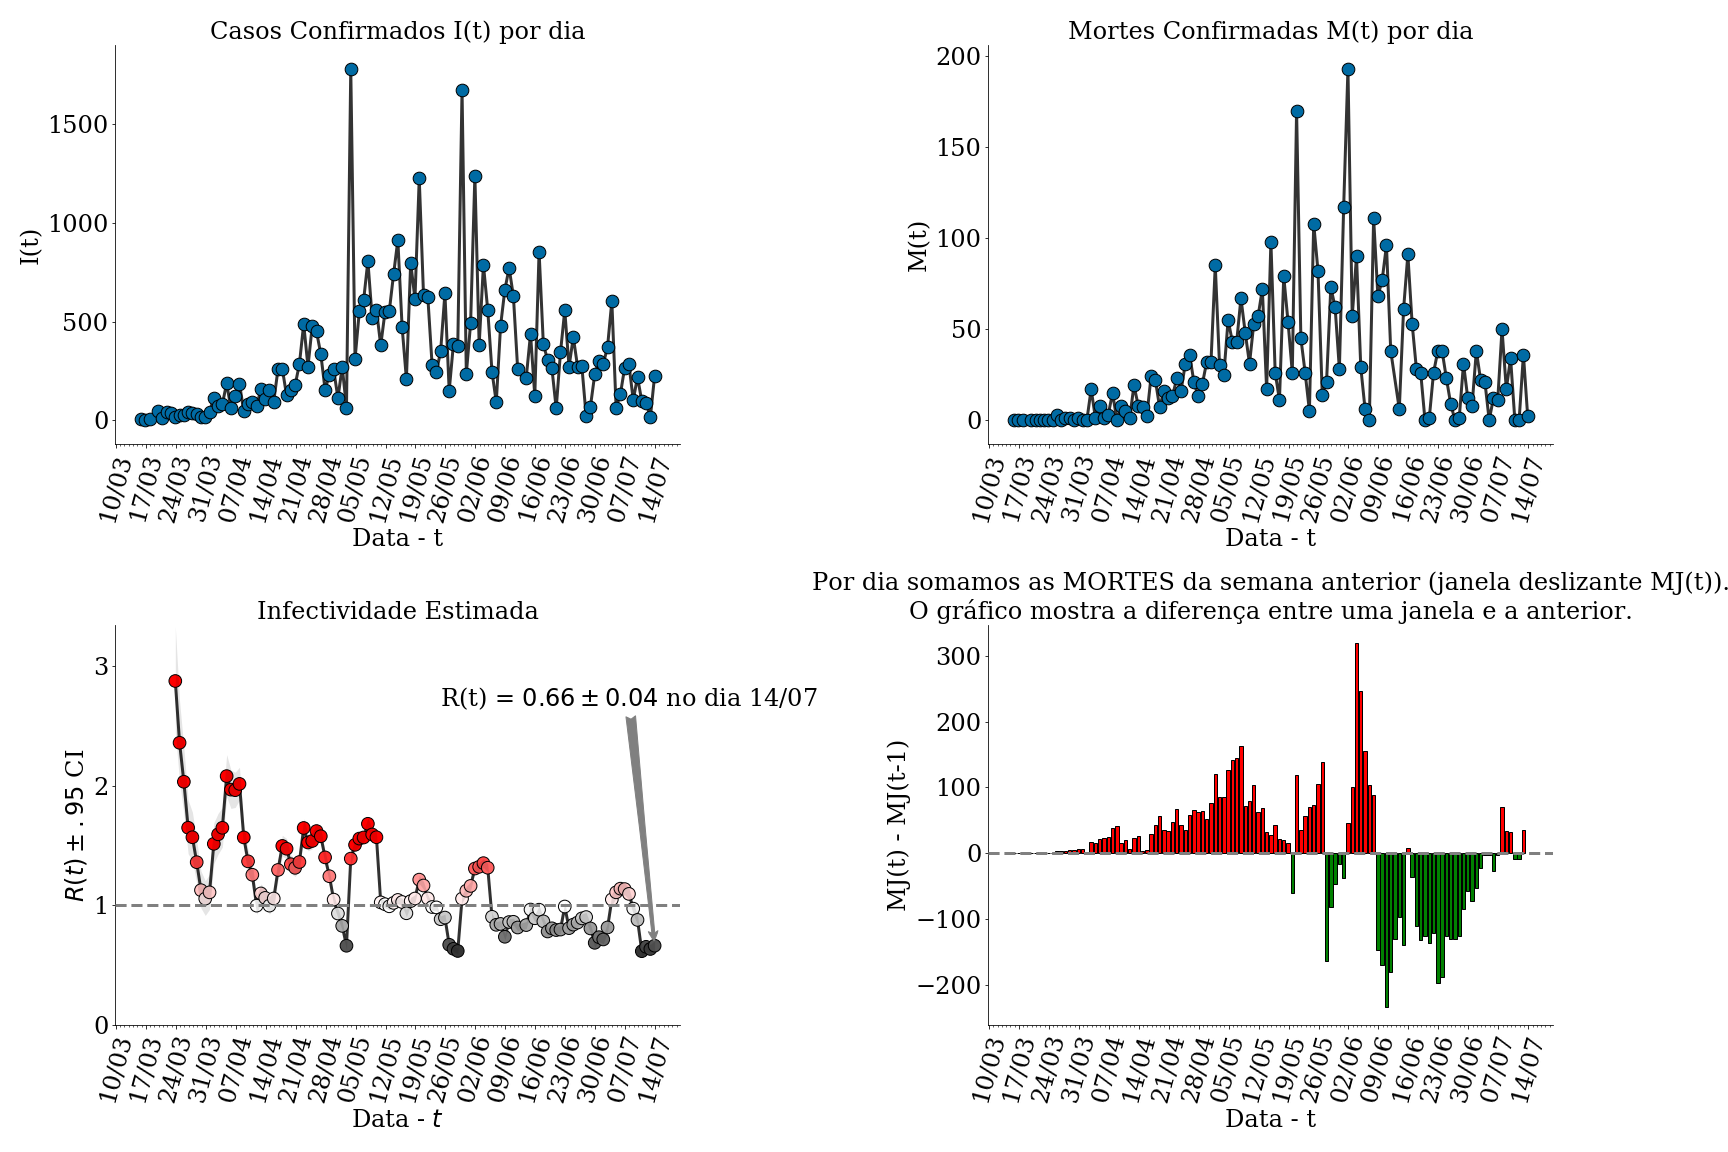 Casos Confirmados I(t) por dia
I(t)
1500
1000
500
0
10/03 17/03 24/03 31/03 07/04 14/04 21/04 28/04 05/05 12/05 19/05 26/05 02/06 09/06 16/06 23/06 30/06 07/07 14/07
Data - t
Mortes Confirmadas M(t) por dia
M(t)
200
150
100
50
0
10/03 17/03 24/03 31/03 07/04 14/04 21/04 28/04 05/05 12/05 19/05 26/05 02/06 09/06 16/06 23/06 30/06 07/07 14/07
Data - t
Infectividade Estimada
R(t) ± .95 CI
3
2
1
0
R(t) = 0.66 ± 0.04 no dia 14/07
10/03 17/03 24/03 31/03 07/04 14/04 21/04 28/04 05/05 12/05 19/05 26/05 02/06 09/06 16/06 23/06 30/06 07/07 14/07
Data - t
Por dia somamos as MORTES da semana anterior (janela deslizante MJ(t)).
O gráfico mostra a diferença entre uma janela e a anterior.
MJ(t) - MJ(t-1)
300
200
100
0
−100
−200
10/03 17/03 24/03 31/03 07/04 14/04 21/04 28/04 05/05 12/05 19/05 26/05 02/06 09/06 16/06 23/06 30/06 07/07 14/07
Data - t